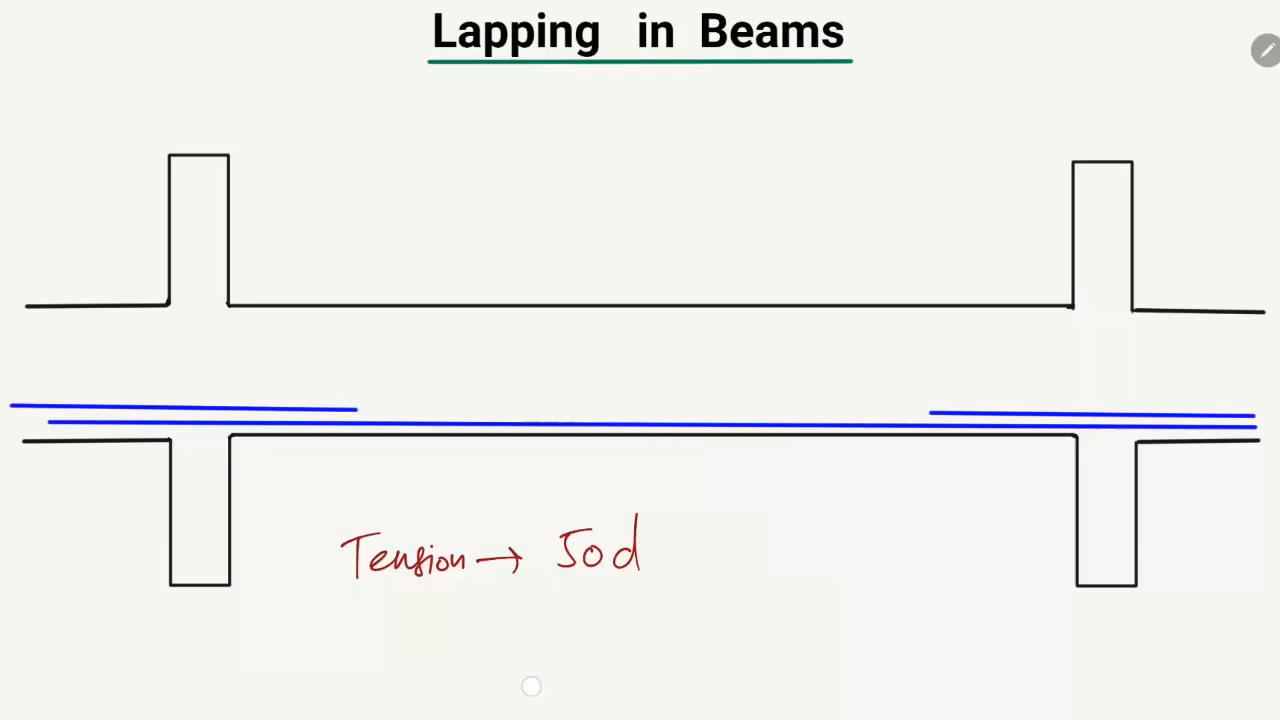 Lapping in Beams
Tension → 50d